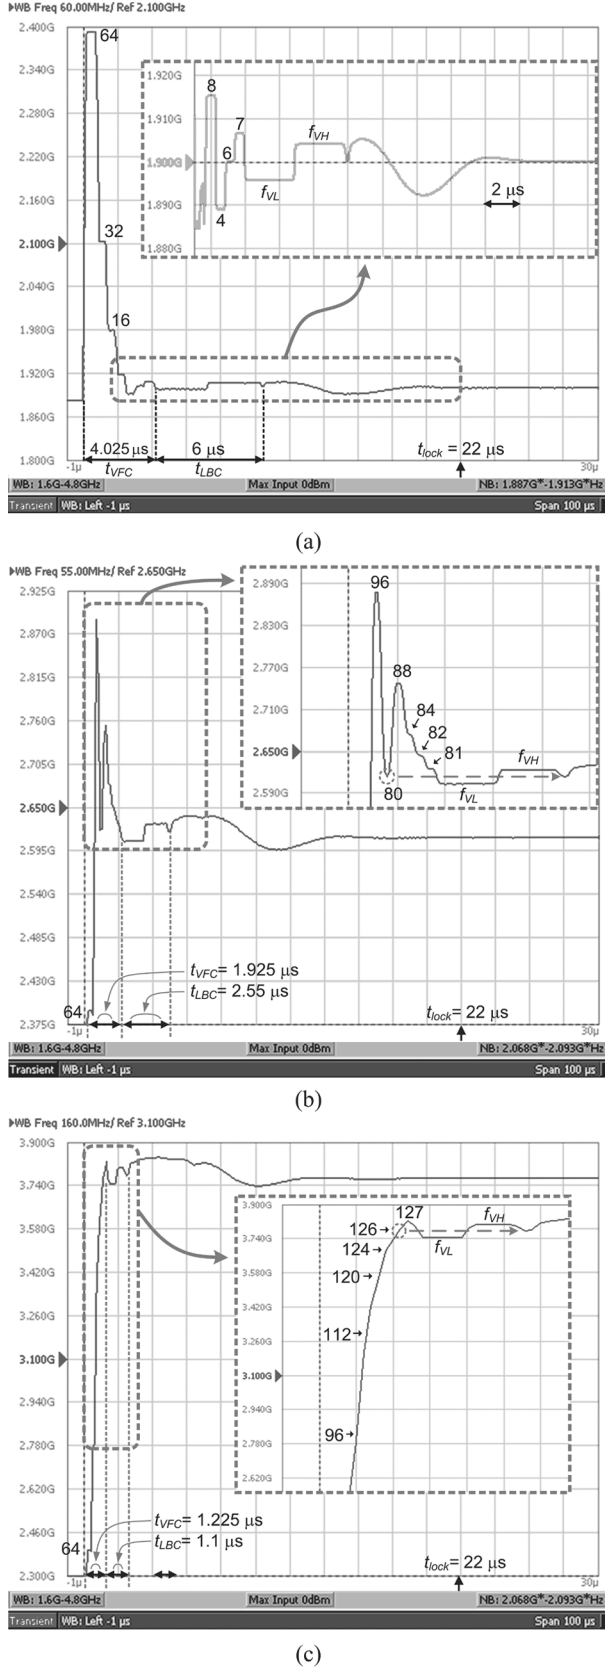 ▶WB Freq 60.00MHz/ Ref 2.100GHz
2.400G
2.340G
2.280G
2.220G
2.160G
2.100G
2.040G
1.980G
1.920G
1.860G
1.800G
64
32
16
1.920G
1.910G
1.900G
1.890G
1.880G
8
7
6
4
fVH
fVL
2 µs
4.025 µs
tVFC
6 µs
tLBC
tlock = 22 µs
-1µ
30µ
WB: 1.6G-4.8GHz
Max Input 0dBm
NB: 1.887G*-1.913G*Hz
Transient
WB: Left -1 µs
Span 100 µs
(a)
▶WB Freq 55.00MHz/ Ref 2.650GHz
2.925G
2.870G
2.815G
2.760G
2.705G
2.650G
2.595G
2.540G
2.485G
2.430G
2.375G
2.890G
2.830G
2.770G
2.710G
2.650G
2.590G
96
88
84
82
81
80
fVH
fVL
tVFC= 1.925 µs
tLBC= 2.55 µs
64
tlock = 22 µs
-1µ
30µ
WB: 1.6G-4.8GHz
Max Input 0dBm
NB: 2.068G*-2.093G*Hz
Transient
WB: Left -1 µs
Span 100 µs
(b)
▶WB Freq 160.0MHz/ Ref 3.100GHz
3.900G
3.740G
3.580G
3.420G
3.260G
3.100G
2.940G
2.780G
2.620G
2.460G
2.300G
3.900G
3.740G
3.580G
3.420G
3.260G
3.100G
2.940G
2.780G
2.620G
127
126
124
120
112
96
fVH
fVL
tVFC= 1.225 µs
tLBC= 1.1 µs
64
tlock = 22 µs
-1µ
30µ
WB: 1.6G-4.8GHz
Max Input 0dBm
NB: 2.068G*-2.093G*Hz
Transient
WB: Left -1 µs
Span 100 µs
(c)